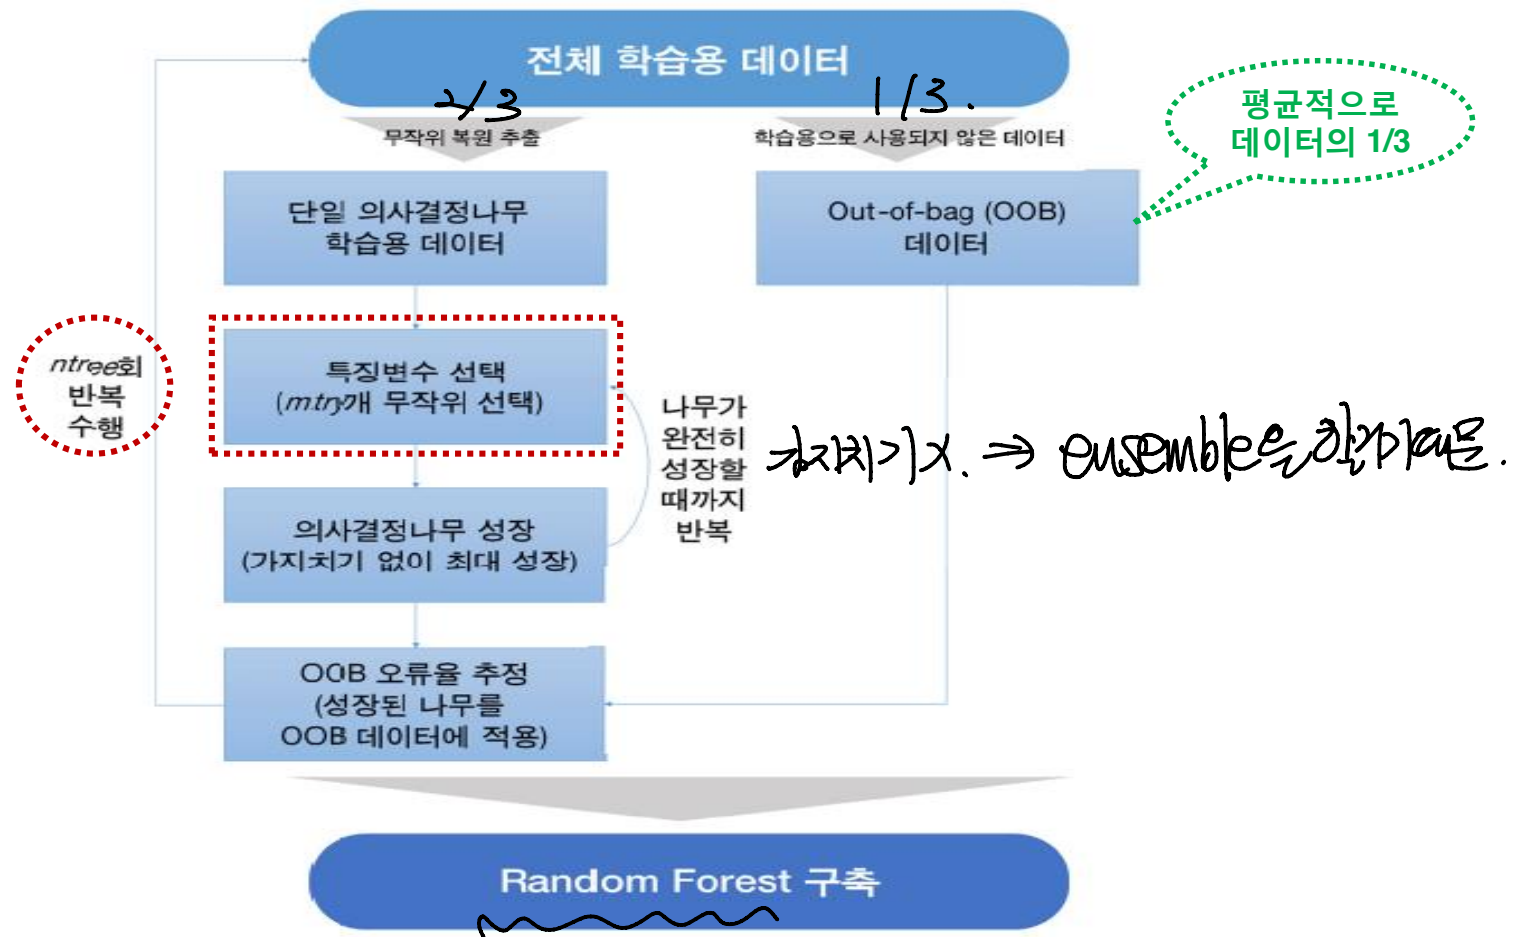 전체 학습용 데이터
2/3
1/3.
무작위 복원 추출
학습용으로 사용되지 않은 데이터
평균적으로
데이터의 1/3
단일 의사결정나무
학습용 데이터
Out-of-bag (OOB)
데이터
ntree회
반복
수행
특징변수 선택
(mtry개 무작위 선택)
나무가
완전히
성장할
때까지
반복
가지치기 X. ⇒ ensemble을 할거기 때문.
의사결정나무 성장
(가지치기 없이 최대 성장)
OOB 오류율 추정
(성장된 나무를
OOB 데이터에 적용)
Random Forest 구축